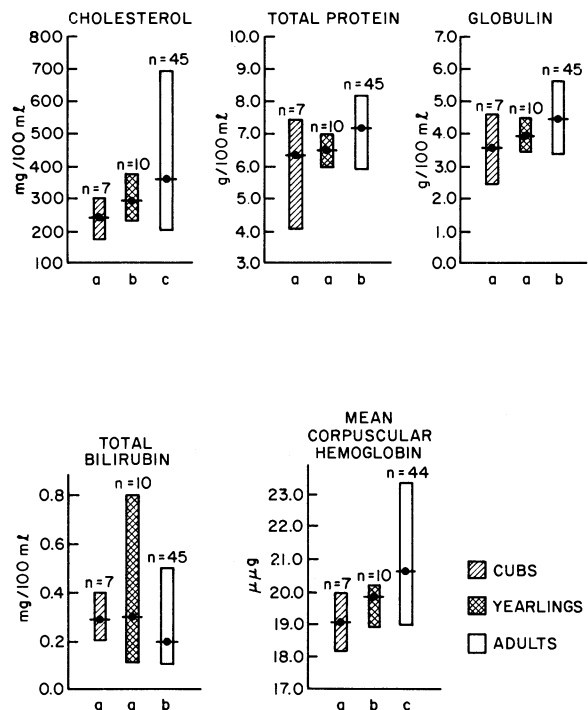 CHOLESTEROL
mg/100 mℓ
800
700
600
500
400
300
200
100
n=7
n=10
n=45
a b c
TOTAL PROTEIN
g/100 mℓ
10.0
9.0
8.0
7.0
6.0
5.0
4.0
3.0
n=7
n=10
n=45
a a b
GLOBULIN
g/100 mℓ
7.0
6.0
5.0
4.0
3.0
2.0
1.0
0.0
n=7
n=10
n=45
a a b
TOTAL
BILIRUBIN
mg/100 mℓ
0.8
0.6
0.4
0.2
0.0
n=7
n=10
n=45
a a b
MEAN
CORPUSCULAR
HEMOGLOBIN
μμg
23.0
22.0
21.0
20.0
19.0
18.0
17.0
n=7
n=10
n=44
a b c
CUBS
YEARLINGS
ADULTS